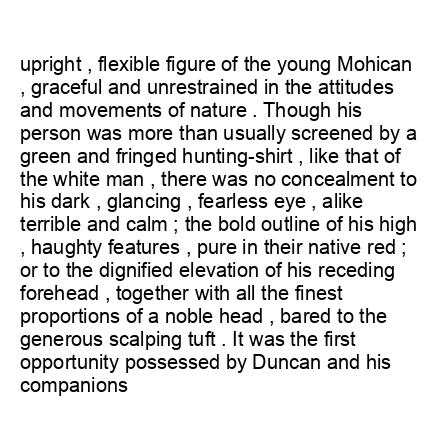 upright , flexible figure of the young Mohican
, graceful and unrestrained in the attitudes
and movements of nature . Though his
person was more than usually screened by a
green and fringed hunting-shirt , like that of
the white man , there was no concealment to
his dark , glancing , fearless eye , alike
terrible and calm ; the bold outline of his high
, haughty features , pure in their native red ;
or to the dignified elevation of his receding
forehead , together with all the finest
proportions of a noble head , bared to the
generous scalping tuft . It was the first
opportunity possessed by Duncan and his
companions